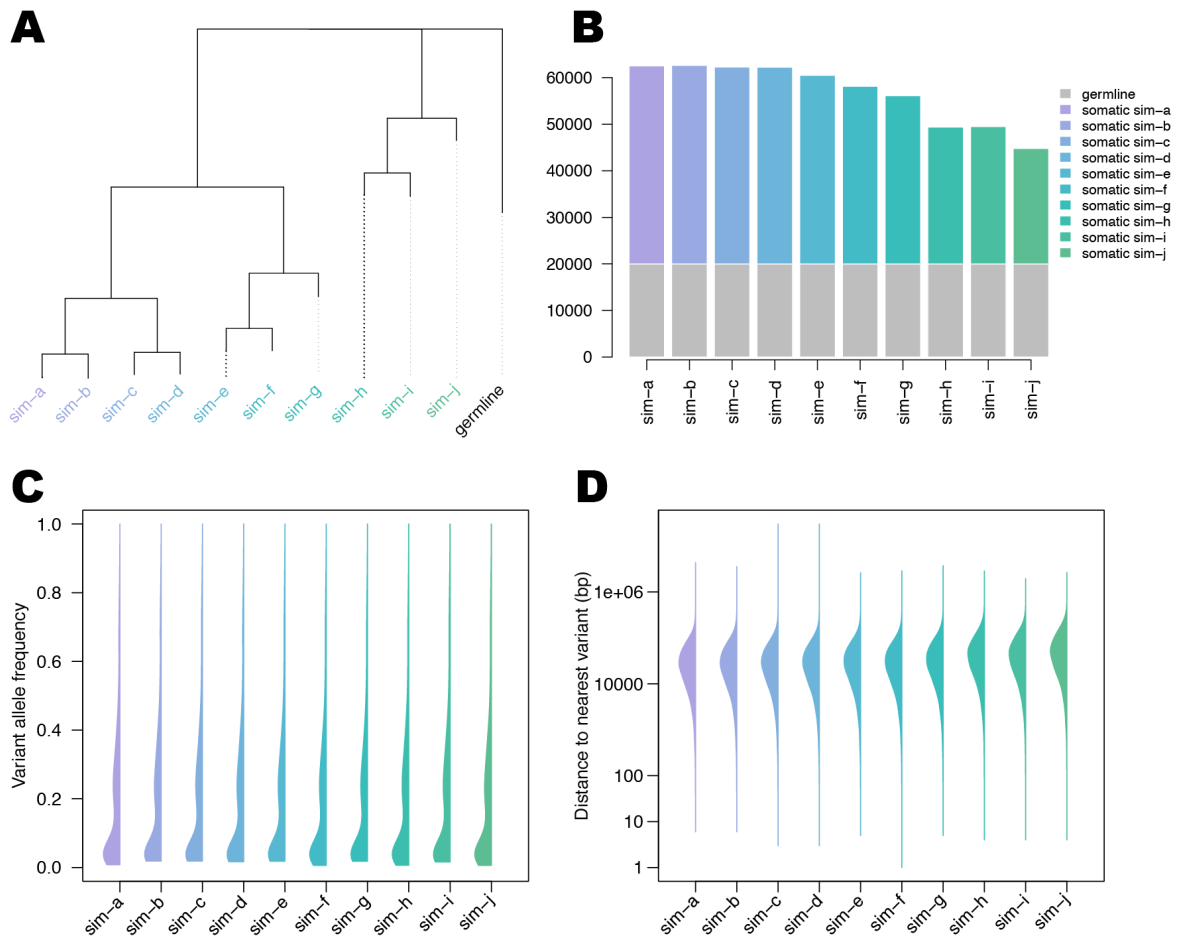 A
sim-a
sim-b
sim-c
sim-d
sim-e
sim-f
sim-g
sim-h
sim-i
sim-j
germline
B
60000
50000
40000
30000
20000
10000
0
sim-a
sim-b
sim-c
sim-d
sim-e
sim-f
sim-g
sim-h
sim-i
sim-j
germline
somatic sim-a
somatic sim-b
somatic sim-c
somatic sim-d
somatic sim-e
somatic sim-f
somatic sim-g
somatic sim-h
somatic sim-i
somatic sim-j
C
Variant allele frequency
1.0
0.8
0.6
0.4
0.2
0.0
sim-a
sim-b
sim-c
sim-d
sim-e
sim-f
sim-g
sim-h
sim-i
sim-j
D
Distance to nearest variant (bp)
1e+06
10000
100
10
1
sim-a
sim-b
sim-c
sim-d
sim-e
sim-f
sim-g
sim-h
sim-i
sim-j